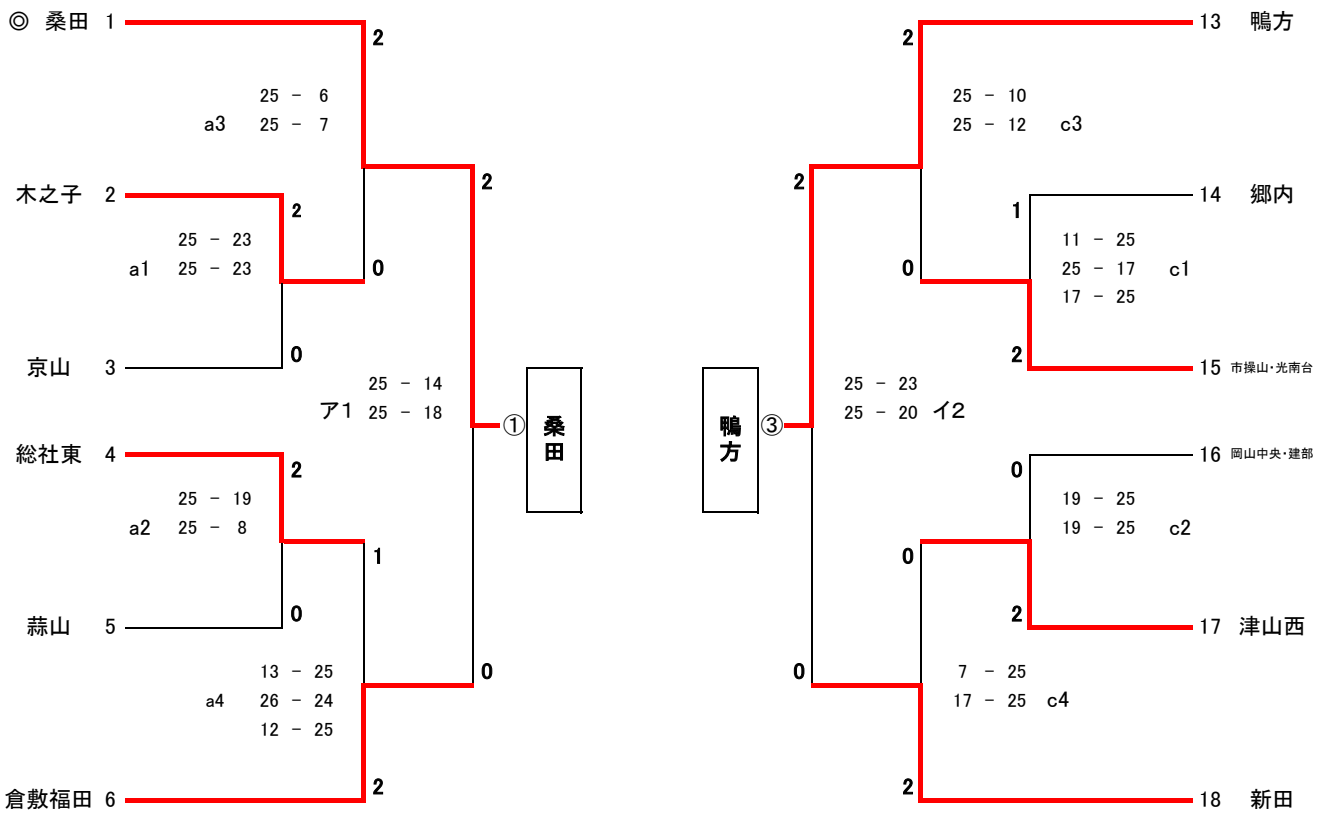 ◎ 桑田 1
2
25 - 6
a3 25 - 7
木之子 2
2
25 - 23
a1 25 - 23
0
京山 3
0
2
総社東 4
2
25 - 19
a2 25 - 8
1
蒜山 5
0
13 - 25
a4 26 - 24
12 - 25
倉敷福田 6
2
0
25 - 14
ア1 25 - 18
① 桑田
13 鴨方
2
25 - 10
25 - 12 c3
14 郷内
1
11 - 25
25 - 17 c1
17 - 25
0
15 市操山・光南台
2
2
16 岡山中央・建部
0
19 - 25
19 - 25 c2
0
17 津山西
2
7 - 25
17 - 25 c4
18 新田
2
0
25 - 23
25 - 20 イ2
鴨方 ③